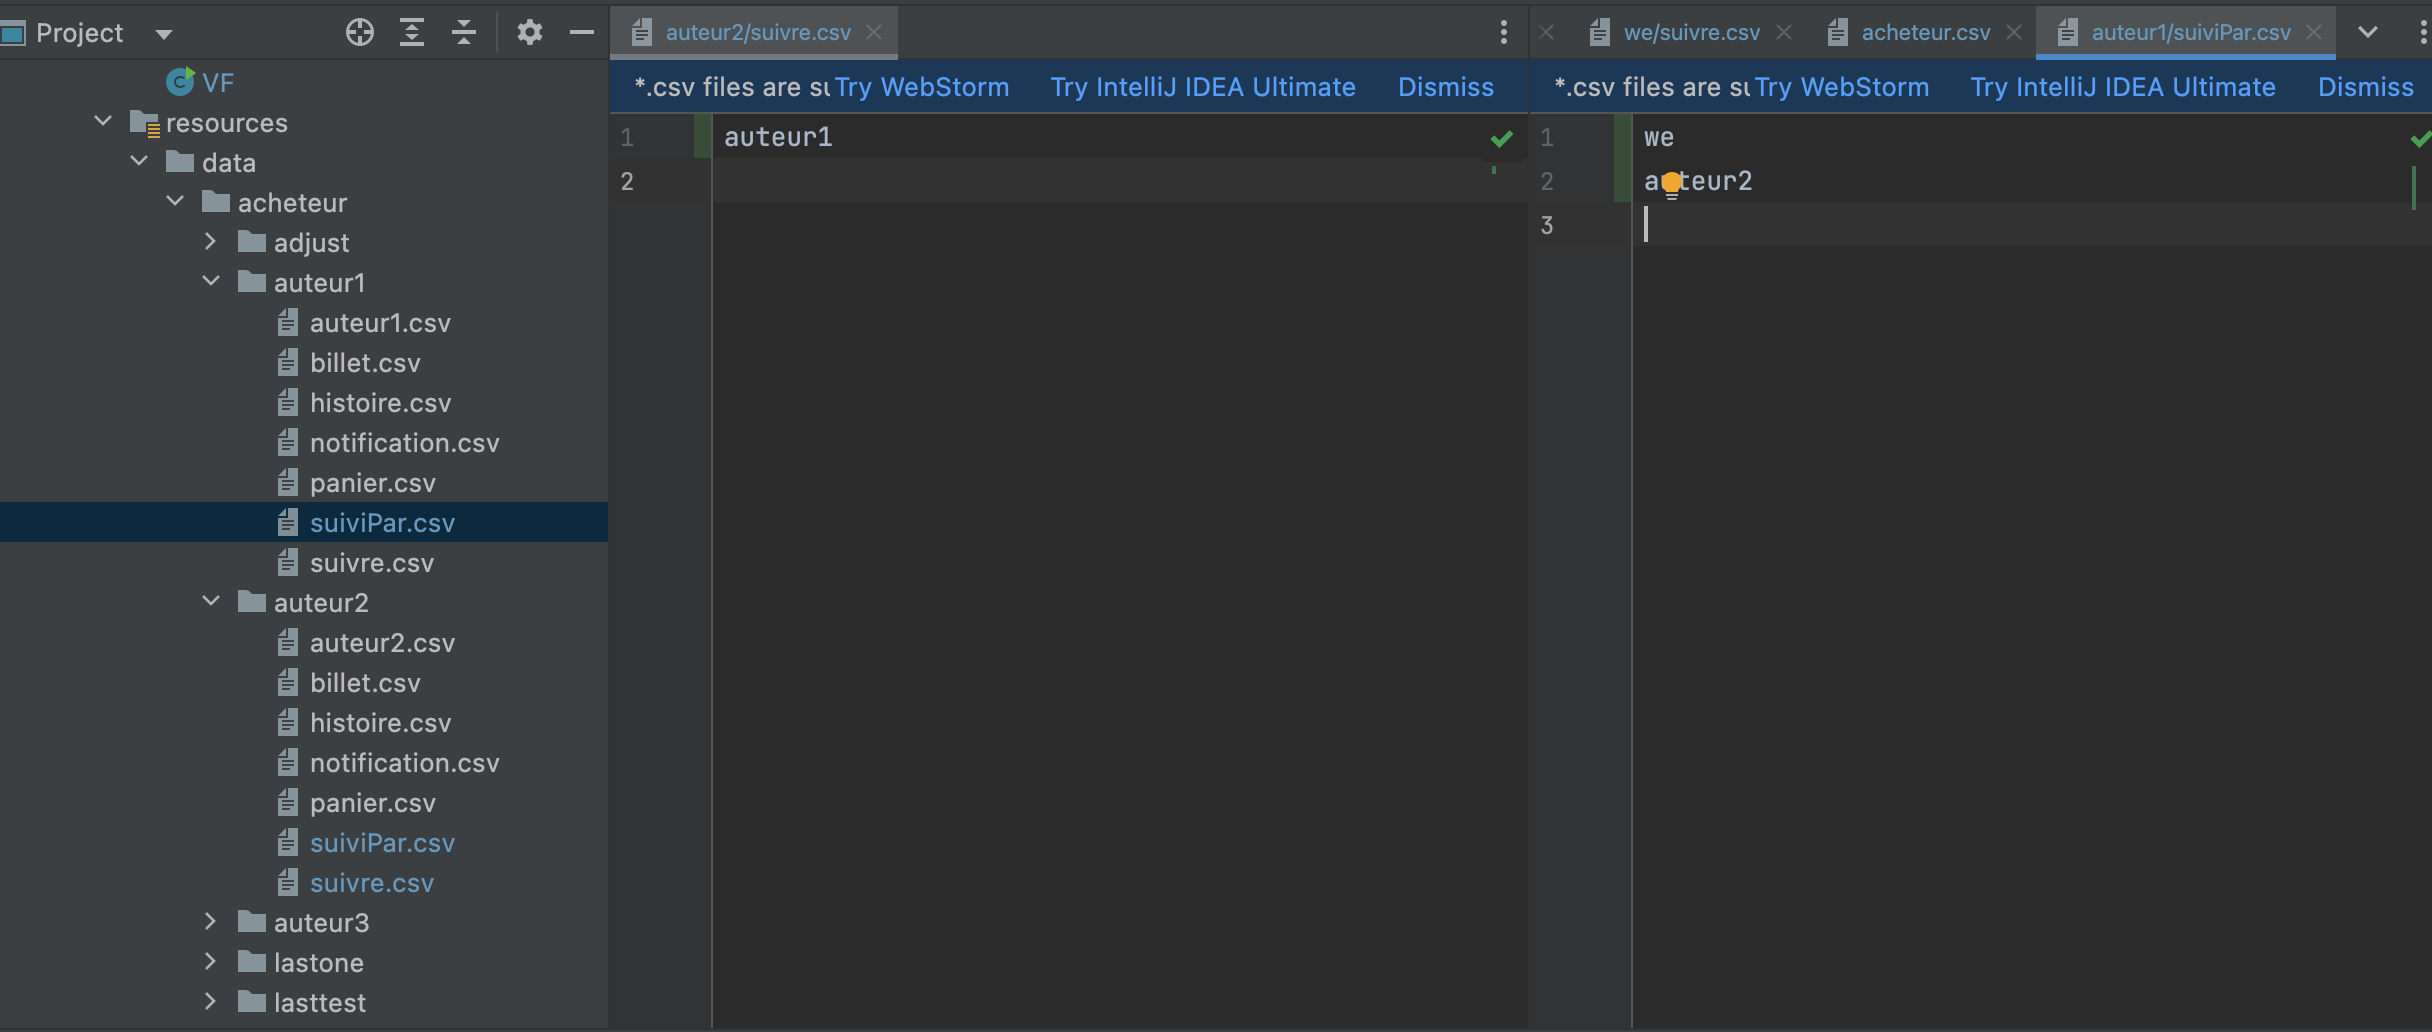 Project
VF
resources
data
acheteur
adjust
auteur1
auteur1.csv
billet.csv
histoire.csv
notification.csv
panier.csv
suiviPar.csv
suivre.csv
auteur2
auteur2.csv
billet.csv
histoire.csv
notification.csv
panier.csv
suiviPar.csv
suivre.csv
auteur3
lastone
lasttest
auteur2/suivre.csv
*.csv files are su Try WebStorm Try IntelliJ IDEA Ultimate Dismiss
1 auteur1
2
we/suivre.csv acheteur.csv auteur1/suiviPar.csv
*.csv files are su Try WebStorm Try IntelliJ IDEA Ultimate Dismiss
1 we
2 auteur2
3